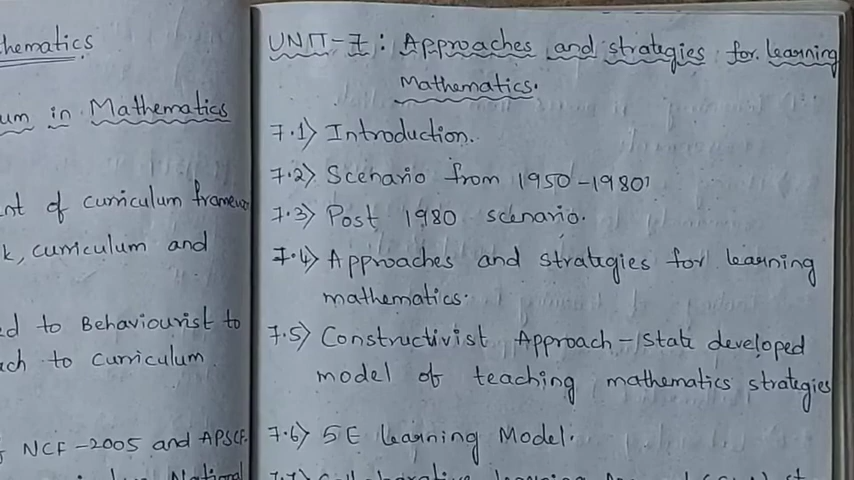 hematics
um in Mathematics
nt of curriculum framewo
k, curriculum and
ed to Behaviourist to
ach to curriculum
NCF -2005 and APSCF.
UNIT-7: Approaches and strategies for learning
Mathematics.
7.1) Introduction.
7.2) Scenario from 1950-1980'
7.3) Post 1980 scenario.
7.4) Approaches and strategies for learning
mathematics.
7.5) Constructivist Approach - State developed
model of teaching mathematics strategies
7.6) 5E learning Model.